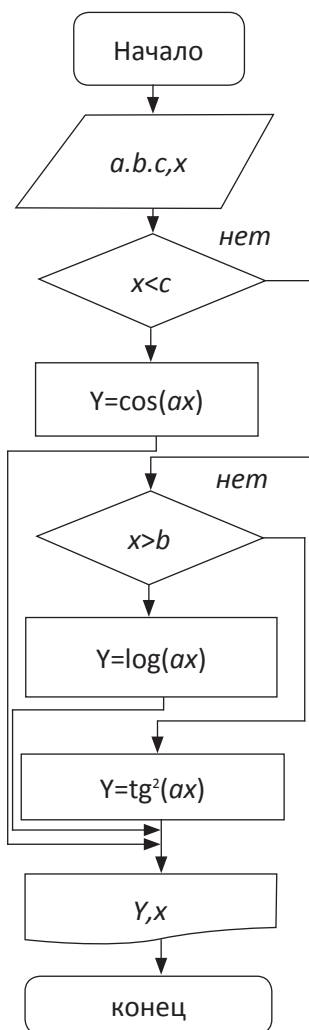 Начало
a.b.c,x
нет
x<c
Y=cos(ax)
нет
x>b
Y=log(ax)
Y=tg²(ax)
Y,x
конец